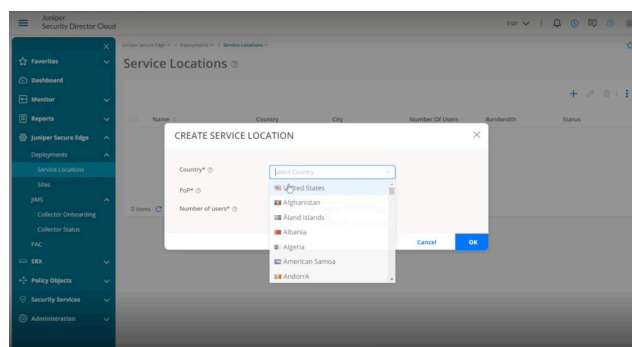 Juniper
Security Director Cloud
Juniper Secure Edge / Deployments / Service Locations
Favorites
Service Locations
Dashboard
Monitor
Reports
Name
Country
City
Number Of Users
Bandwidth
Status
Juniper Secure Edge
CREATE SERVICE LOCATION
Deployments
Service Locations
Country*
Select Country
Sites
PoP*
United States
JIMS
Number of users*
Afghanistan
0 items
Åland Islands
Collector Onboarding
Albania
Collector Status
Algeria
PAC
Cancel
OK
American Samoa
SRX
AndorrA
Policy Objects
Security Services
Administration